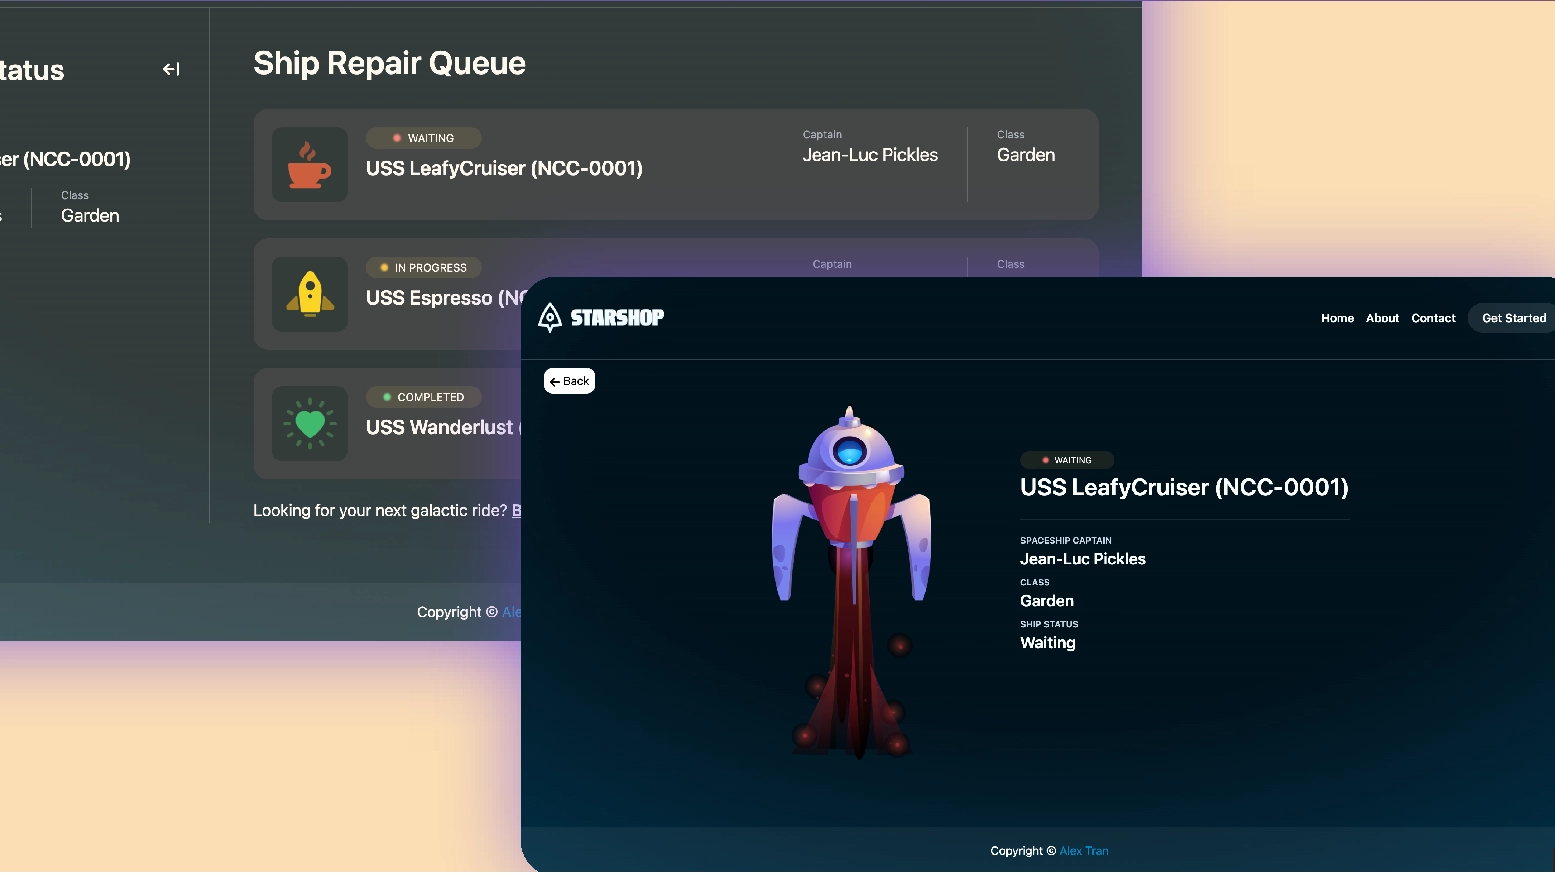 Ship Repair Queue
WAITING
USS LeafyCruiser (NCC-0001)
Captain
Jean-Luc Pickles
Class
Garden
(NCC-0001)
Class
Garden
IN PROGRESS
USS Espresso
Captain
Class
COMPLETED
USS Wanderlust
Looking for your next galactic ride?
Copyright ©
STARSHOP
Home
About
Contact
Get Started
Back
WAITING
USS LeafyCruiser (NCC-0001)
SPACESHIP CAPTAIN
Jean-Luc Pickles
CLASS
Garden
SHIP STATUS
Waiting
Copyright © Alex Tran